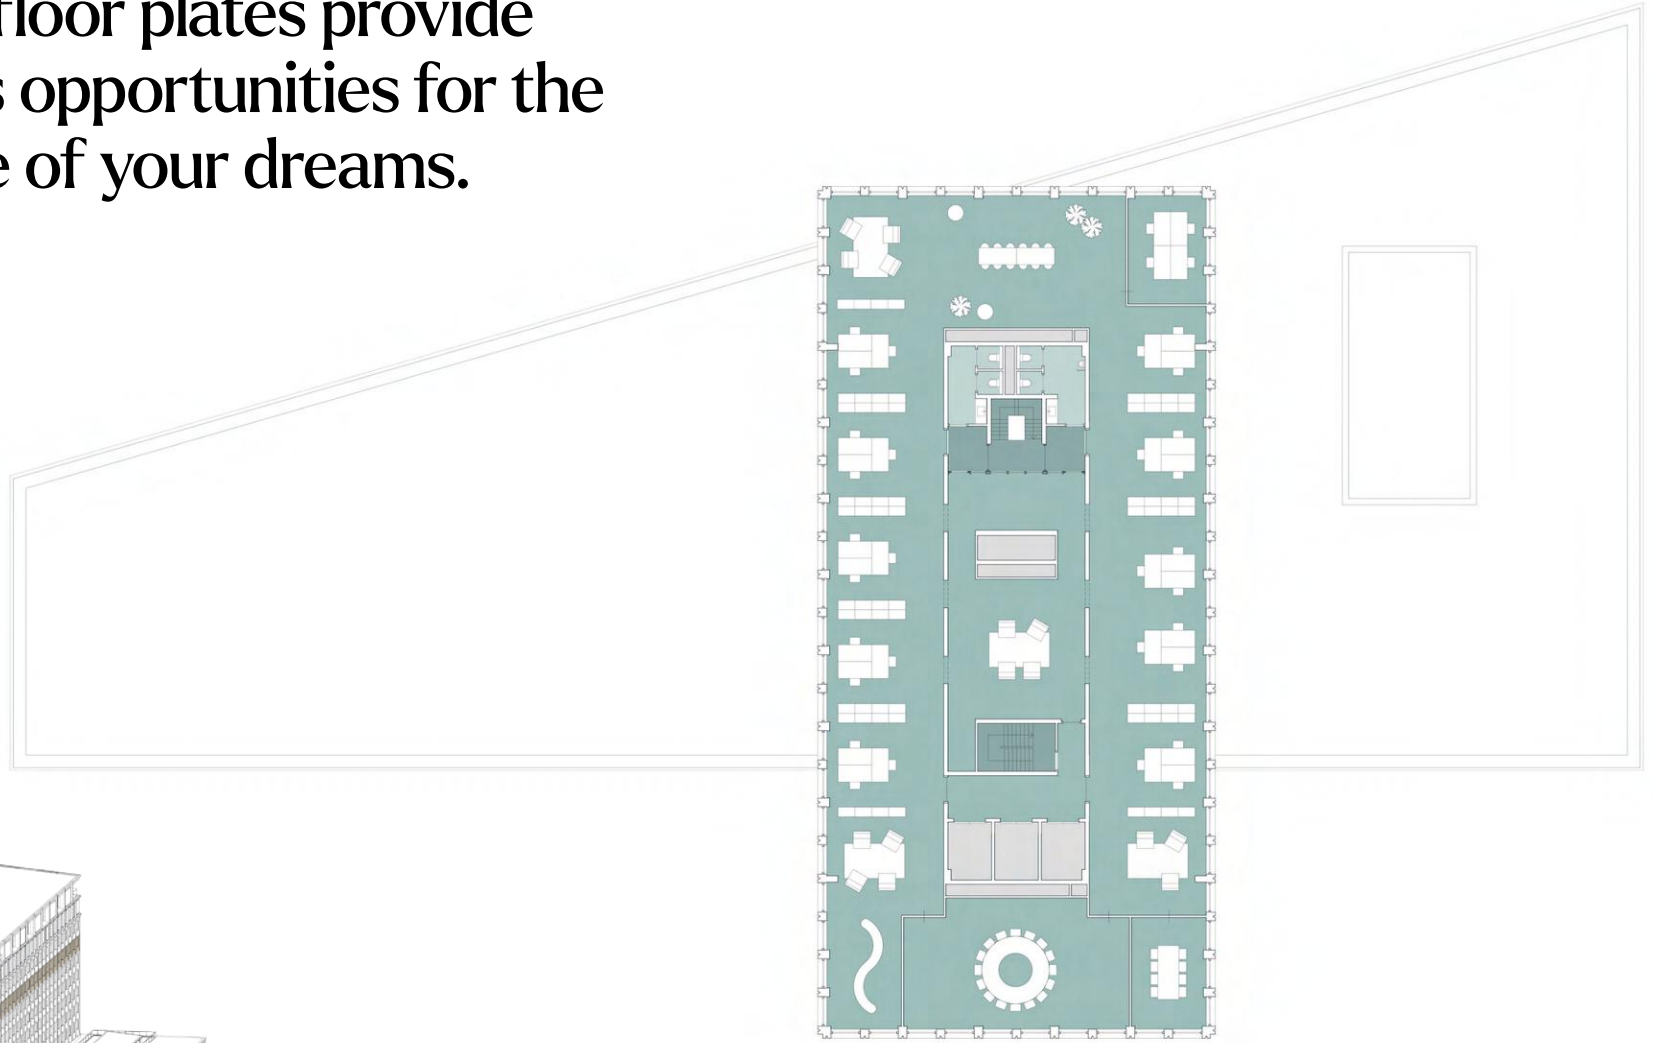 floor plates provide
s opportunities for the
e of your dreams.